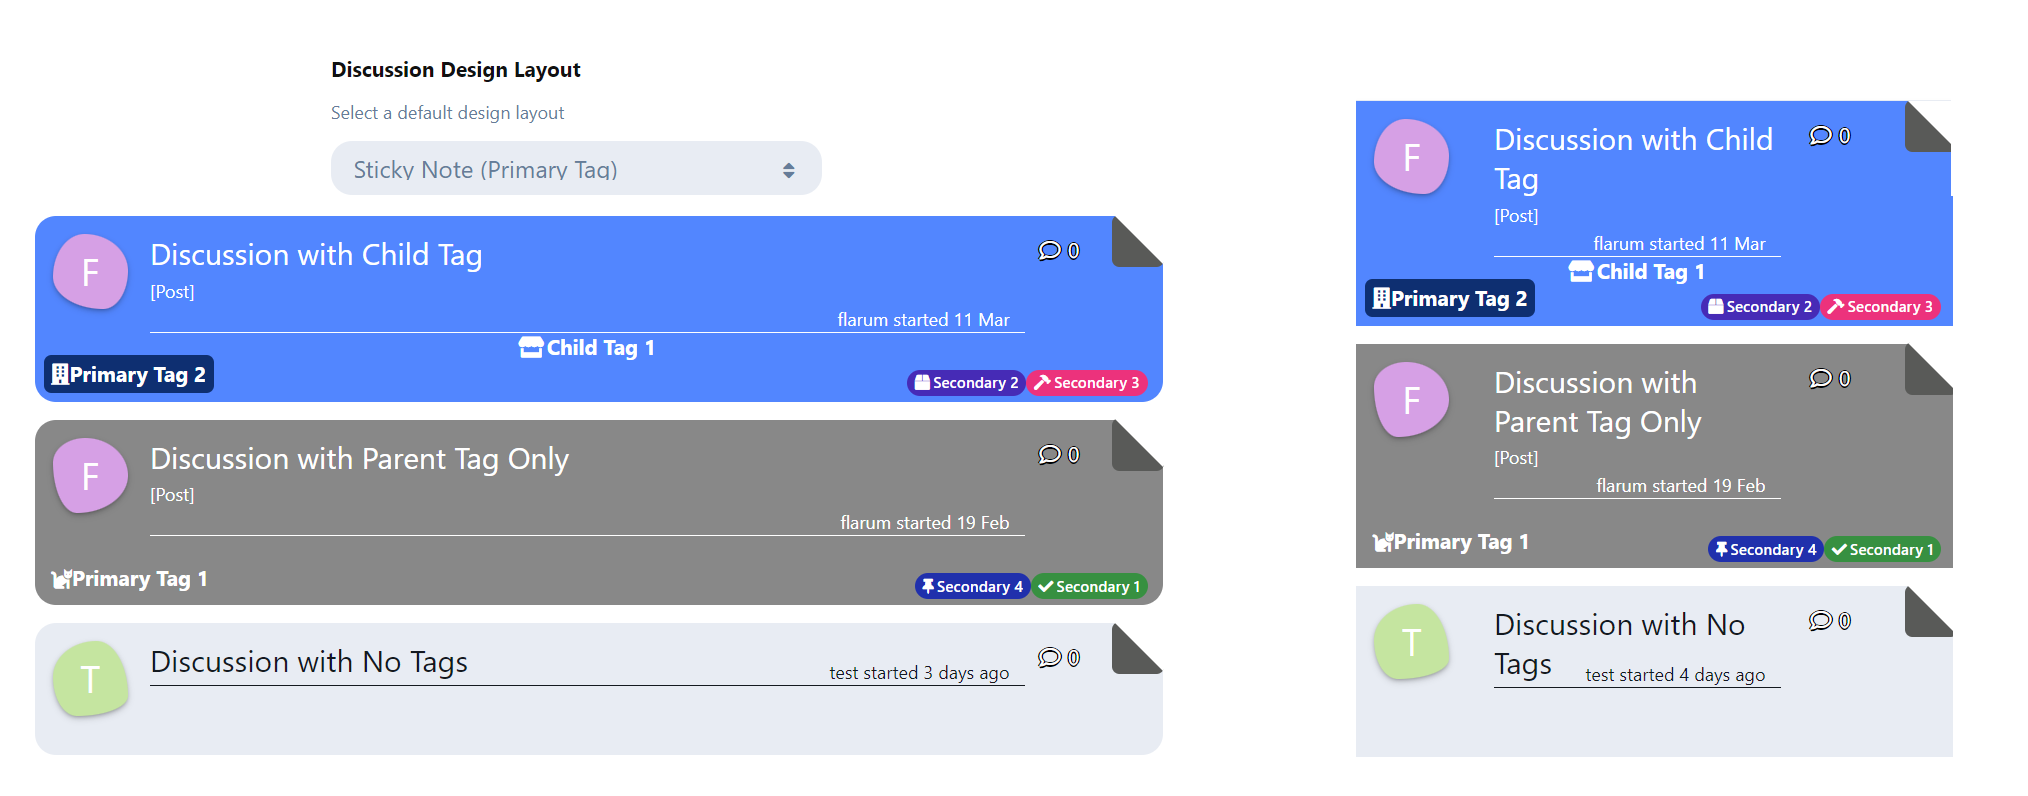 Discussion Design Layout
Select a default design layout
Sticky Note (Primary Tag)
F
Discussion with Child Tag
0
[Post]
flarum started 11 Mar
Child Tag 1
Primary Tag 2
Secondary 2
Secondary 3
F
Discussion with Parent Tag Only
0
[Post]
flarum started 19 Feb
Primary Tag 1
Secondary 4
Secondary 1
T
Discussion with No Tags
test started 3 days ago
0
F
Discussion with Child
Tag
0
[Post]
flarum started 11 Mar
Child Tag 1
Primary Tag 2
Secondary 2
Secondary 3
F
Discussion with
Parent Tag Only
0
[Post]
flarum started 19 Feb
Primary Tag 1
Secondary 4
Secondary 1
T
Discussion with No
Tags
0
test started 4 days ago